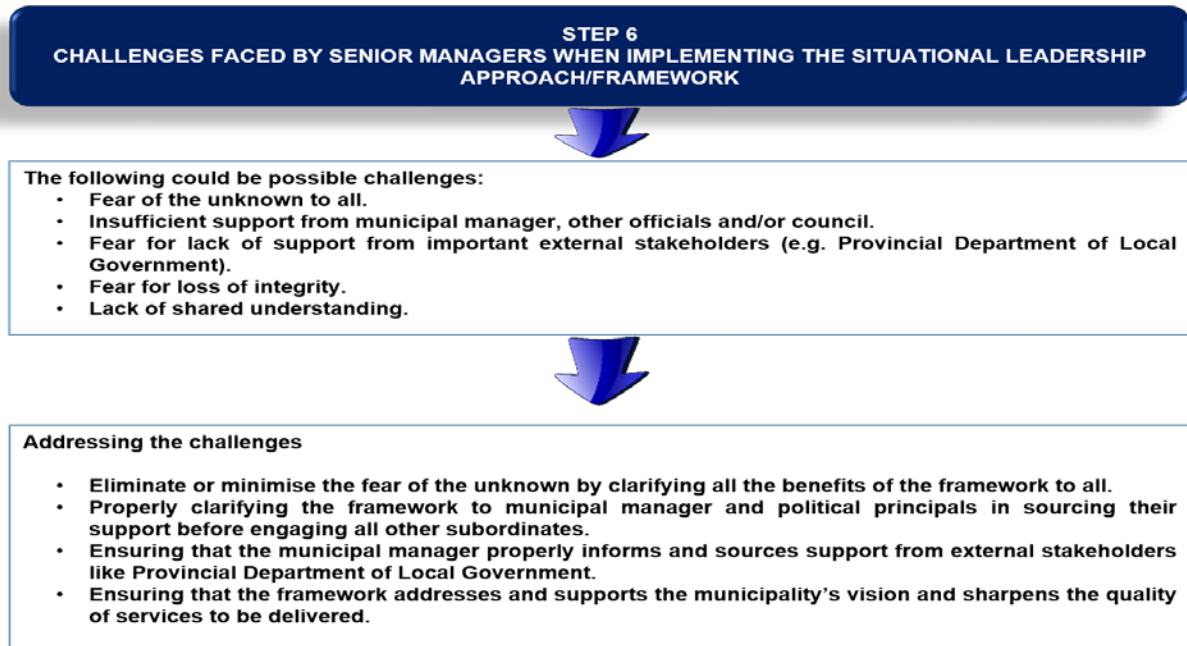 STEP 6
CHALLENGES FACED BY SENIOR MANAGERS WHEN IMPLEMENTING THE SITUATIONAL LEADERSHIP
APPROACH/FRAMEWORK
The following could be possible challenges:
• Fear of the unknown to all.
• Insufficient support from municipal manager, other officials and/or council.
• Fear for lack of support from important external stakeholders (e.g. Provincial Department of Local
Government).
• Fear for loss of integrity.
• Lack of shared understanding.
Addressing the challenges
• Eliminate or minimise the fear of the unknown by clarifying all the benefits of the framework to all.
• Properly clarifying the framework to municipal manager and political principals in sourcing their
support before engaging all other subordinates.
• Ensuring that the municipal manager properly informs and sources support from external stakeholders
like Provincial Department of Local Government.
• Ensuring that the framework addresses and supports the municipality's vision and sharpens the quality
of services to be delivered.